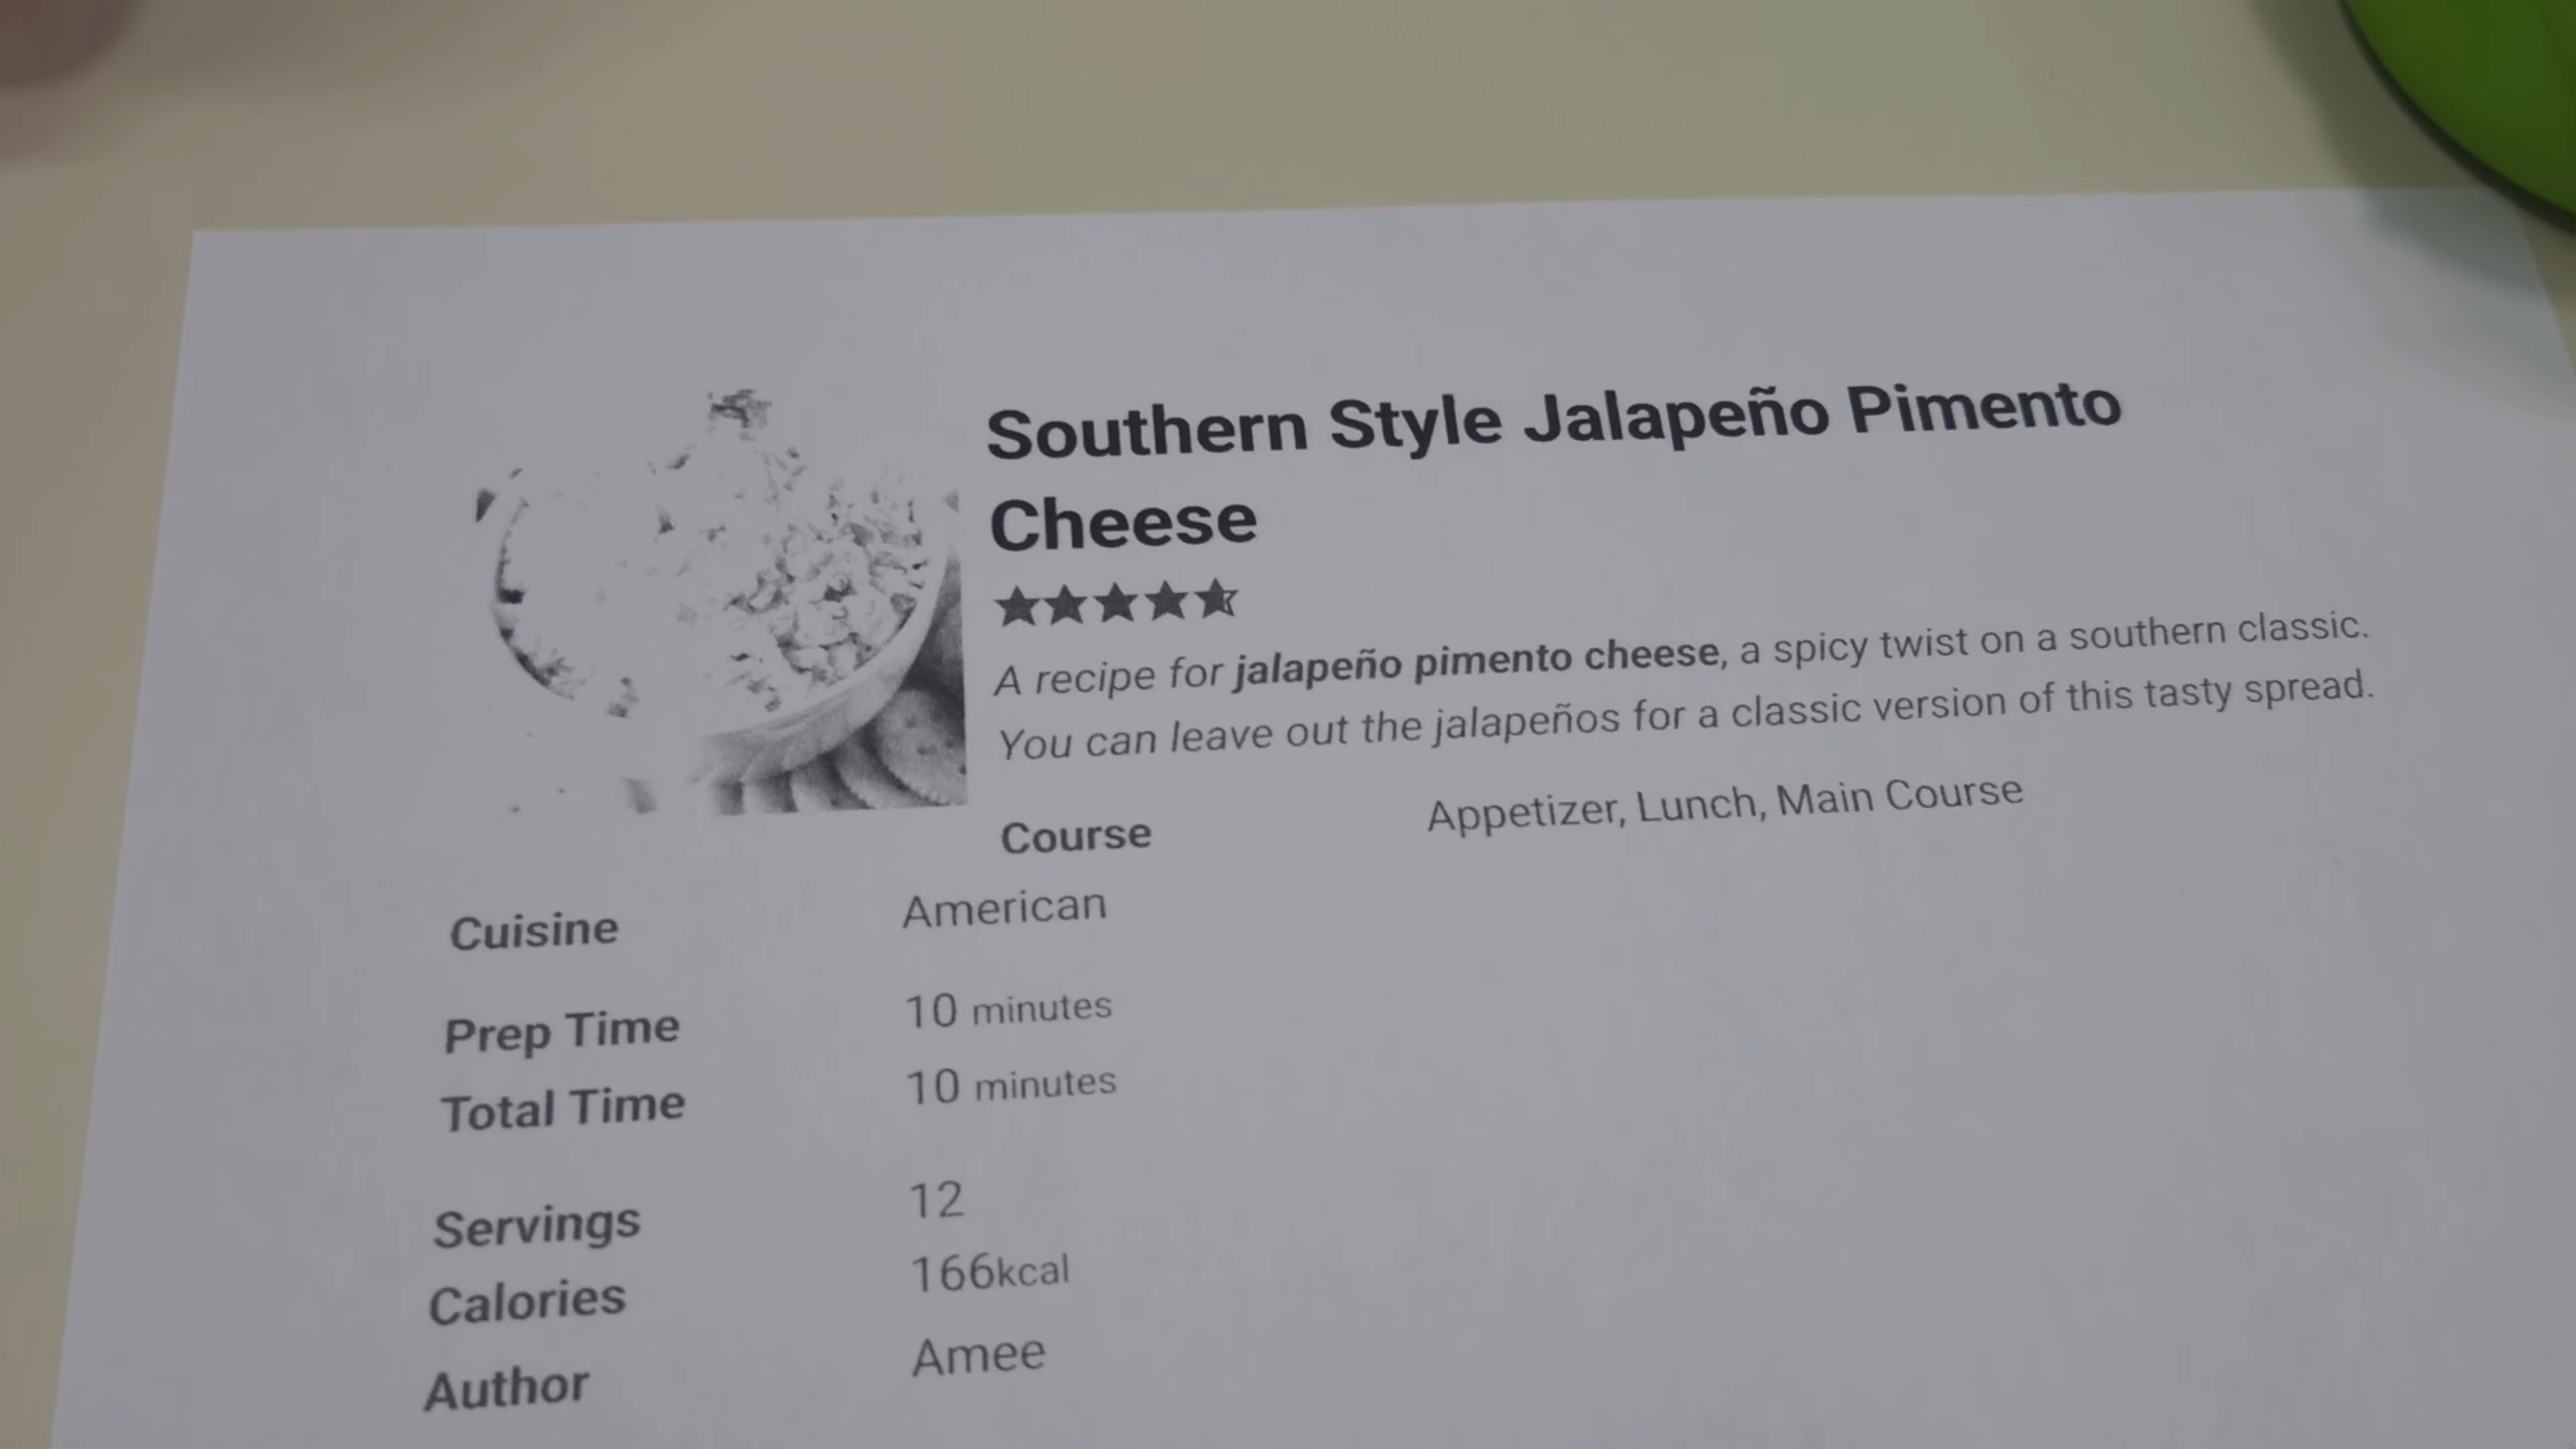 Southern Style Jalapeño Pimento
Cheese
A recipe for jalapeño pimento cheese, a spicy twist on a southern classic.
You can leave out the jalapeños for a classic version of this tasty spread.
Course Appetizer, Lunch, Main Course
Cuisine American
Prep Time 10 minutes
Total Time 10 minutes
Servings 12
Calories 166kcal
Author Amee